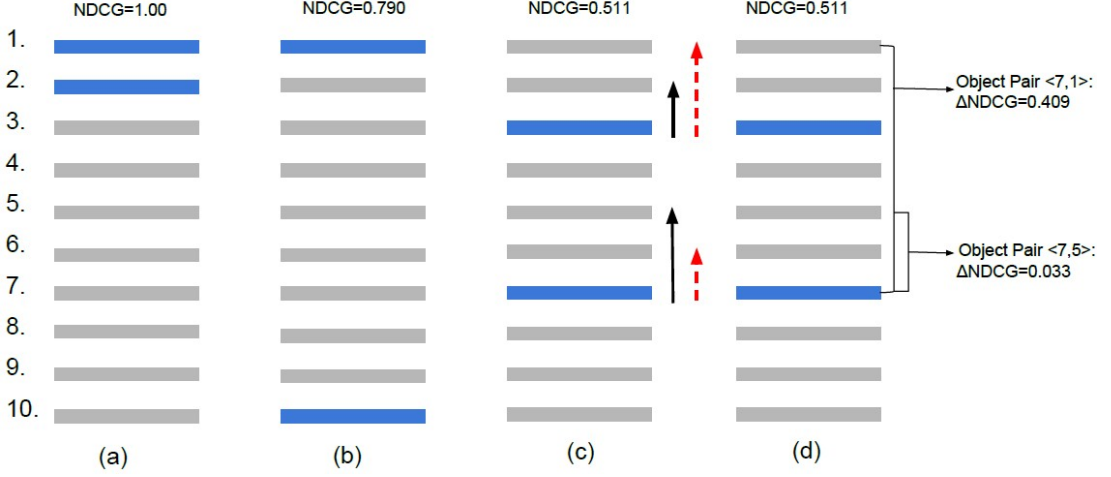 NDCG=1.00
NDCG=0.790
NDCG=0.511
NDCG=0.511
1.
2.
3.
4.
5.
6.
7.
8.
9.
10.
Object Pair <7,1>:
ΔNDCG=0.409
Object Pair <7,5>:
ΔNDCG=0.033
(a)
(b)
(c)
(d)